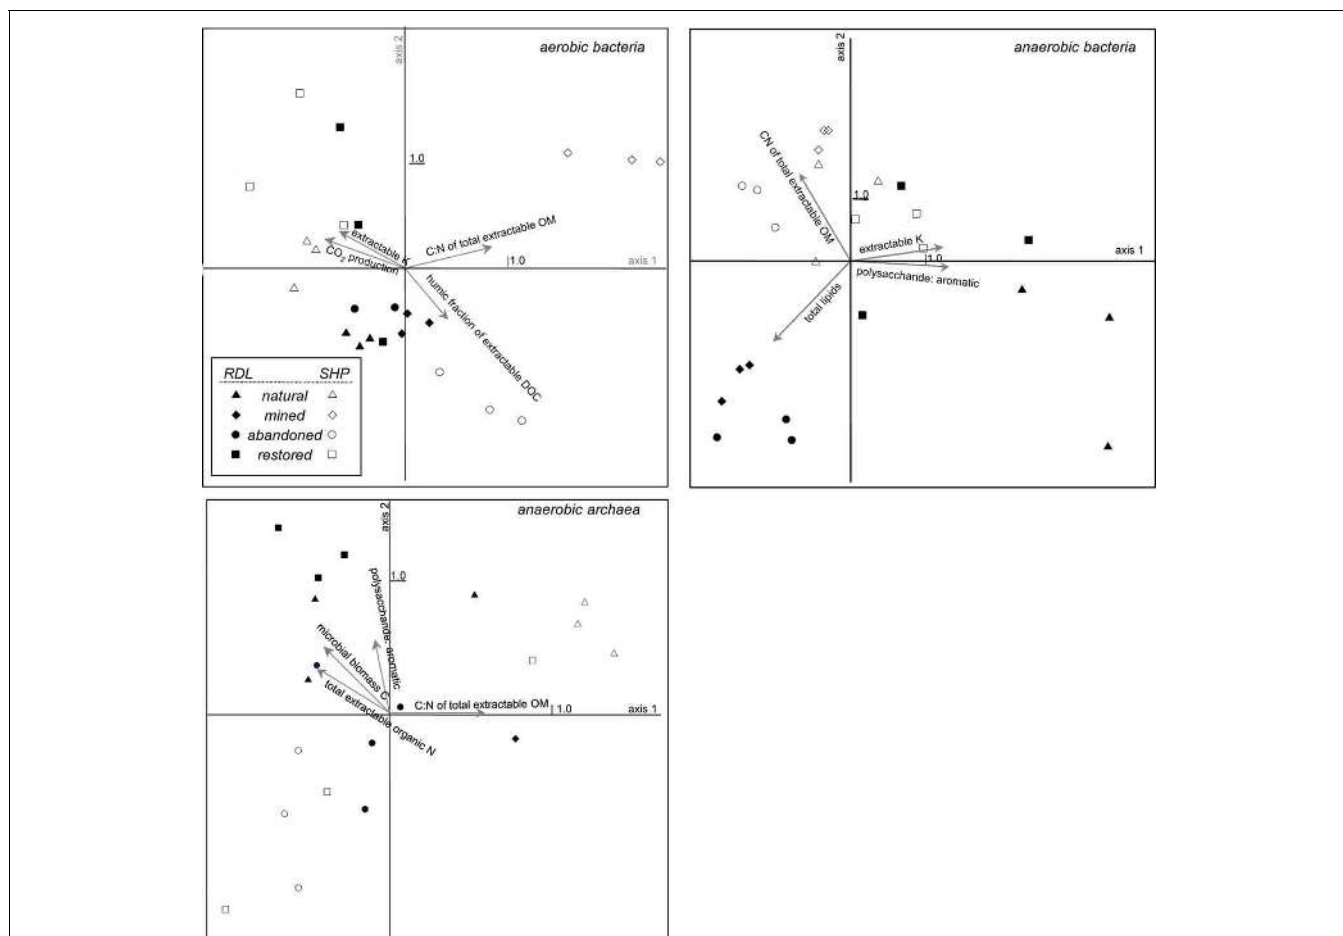 axis 2
aerobic bacteria
1.0
C:N of total extractable OM
extractable K
CO2 production
1.0
axis 1
humic fraction of extractable DOC
RDL SHP
natural
mined
abandoned
restored
axis 2
anaerobic bacteria
CN of total extractable OM
1.0
extractable K
axis 1
1.0
polysaccharide: aromatic
total lipids
axis 2
anaerobic archaea
1.0
polysaccharide: aromatic
microbial biomass C
total extractable organic N
C:N of total extractable OM
1.0
axis 1